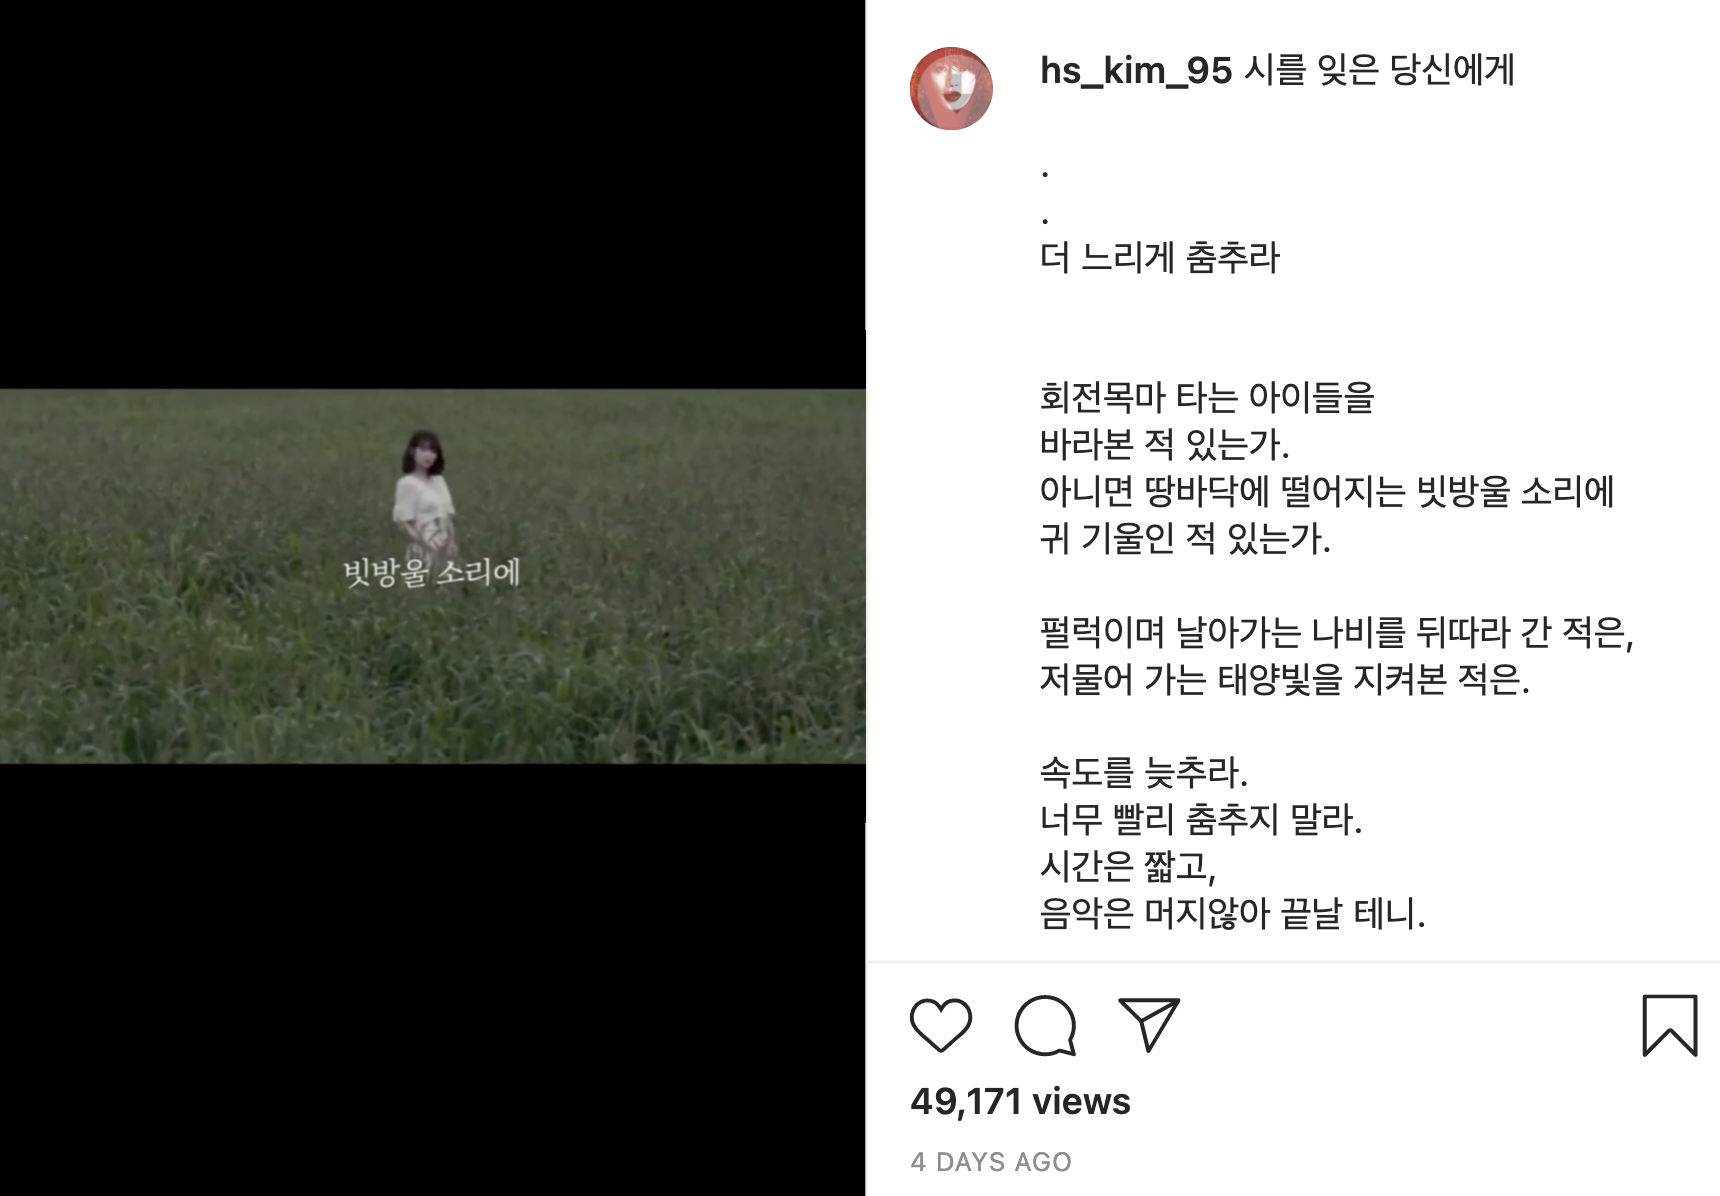 빗방울 소리에
hs_kim_95 시를 잊은 당신에게
.
.
더 느리게 춤추라
회전목마 타는 아이들을
바라본 적 있는가.
아니면 땅바닥에 떨어지는 빗방울 소리에
귀 기울인 적 있는가.
펄럭이며 날아가는 나비를 뒤따라 간 적은,
저물어 가는 태양빛을 지켜본 적은.
속도를 늦추라.
너무 빨리 춤추지 말라.
시간은 짧고,
음악은 머지않아 끝날 테니.
49,171 views
4 DAYS AGO